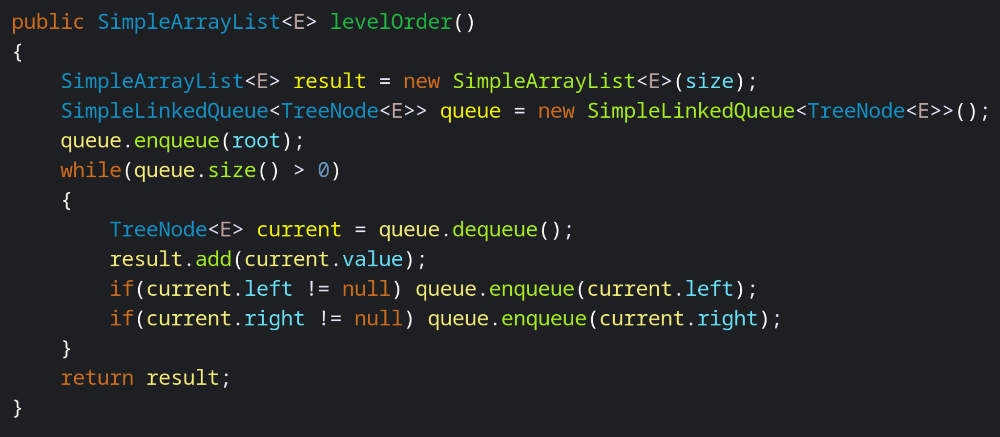 public SimpleArrayList<E> levelOrder()
{
    SimpleArrayList<E> result = new SimpleArrayList<E>(size);
    SimpleLinkedQueue<TreeNode<E>> queue = new SimpleLinkedQueue<TreeNode<E>>();
    queue.enqueue(root);
    while(queue.size() > 0)
    {
        TreeNode<E> current = queue.dequeue();
        result.add(current.value);
        if(current.left != null) queue.enqueue(current.left);
        if(current.right != null) queue.enqueue(current.right);
    }
    return result;
}